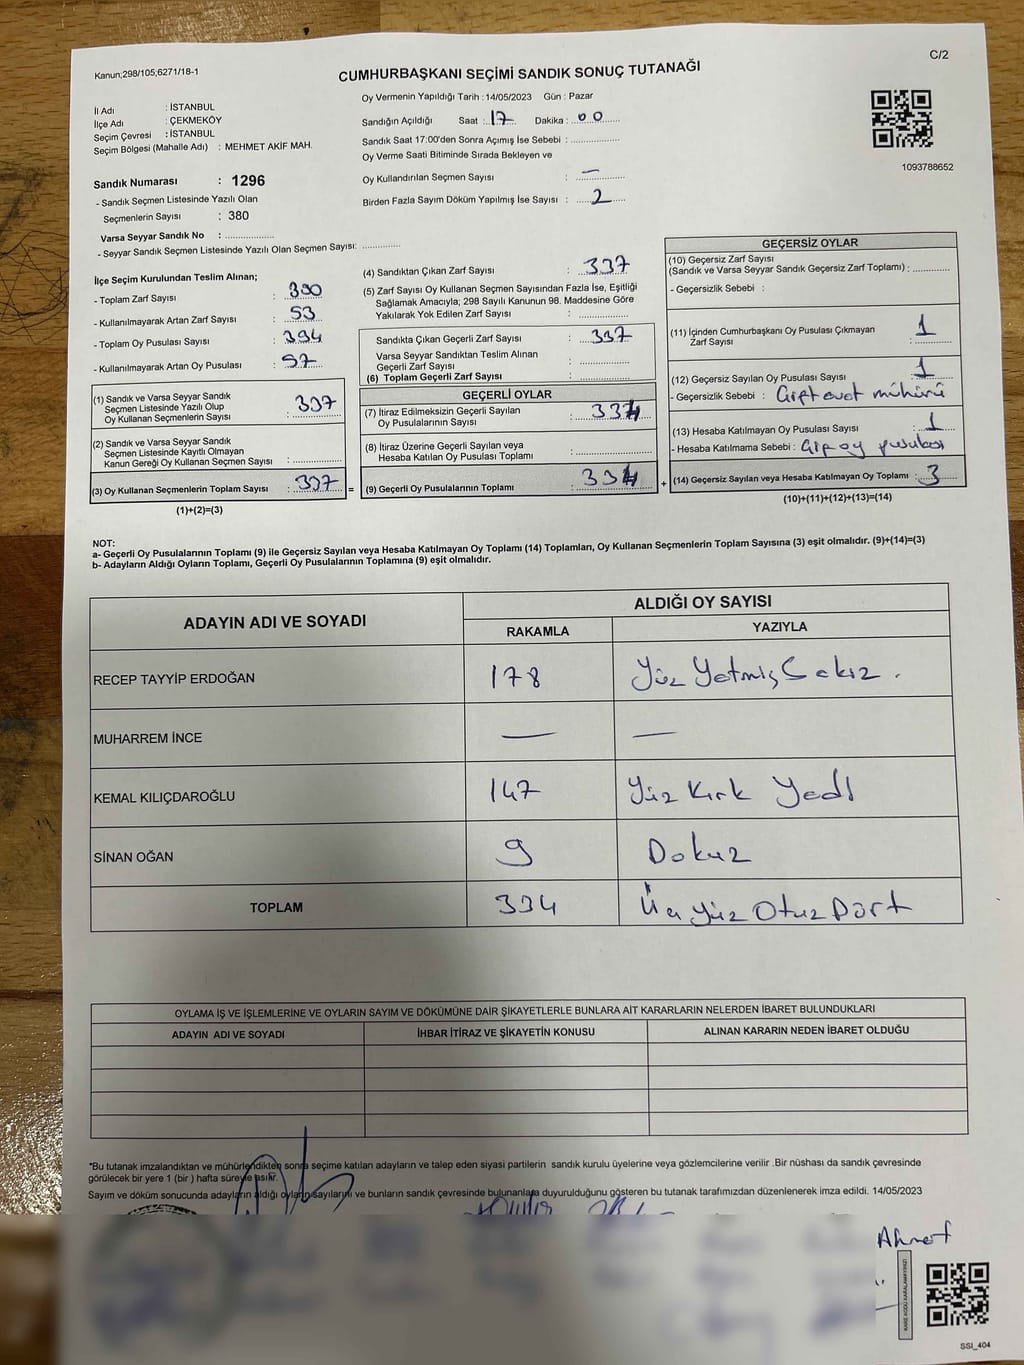 Kanun;298/105;6271/18-1
C/2
CUMHURBAŞKANI SEÇİMİ SANDIK SONUÇ TUTANAĞI
İl Adı : İSTANBUL
İlçe Adı : ÇEKMEKÖY
Seçim Çevresi : İSTANBUL
Seçim Bölgesi (Mahalle Adı) : MEHMET AKİF MAH.
Sandık Numarası : 1296
- Sandık Seçmen Listesinde Yazılı Olan
Seçmenlerin Sayısı : 380
Varsa Seyyar Sandık No : ..............
- Seyyar Sandık Seçmen Listesinde Yazılı Olan Seçmen Sayısı: ............
Oy Vermenin Yapıldığı Tarih : 14/05/2023 Gün : Pazar
Sandığın Açıldığı Saat : 17 Dakika : 00
Sandık Saat 17:00'den Sonra Açımış İse Sebebi : ..............
Oy Verme Saati Bitiminde Sırada Bekleyen ve
Oy Kullandırılan Seçmen Sayısı : —
Birden Fazla Sayım Döküm Yapılmış İse Sayısı : 2
1093788652
İlçe Seçim Kurulundan Teslim Alınan;
- Toplam Zarf Sayısı : 390
- Kullanılmayarak Artan Zarf Sayısı : 53
- Toplam Oy Pusulası Sayısı : 394
- Kullanılmayarak Artan Oy Pusulası : 57
(1) Sandık ve Varsa Seyyar Sandık
Seçmen Listesinde Yazılı Olup
Oy Kullanan Seçmenlerin Sayısı : 337
(2) Sandık ve Varsa Seyyar Sandık
Seçmen Listesinde Kayıtlı Olmayan
Kanun Gereği Oy Kullanan Seçmen Sayısı : ..............
(3) Oy Kullanan Seçmenlerin Toplam Sayısı : 337 =
(1)+(2)=(3)
(4) Sandıktan Çıkan Zarf Sayısı : 337
(5) Zarf Sayısı Oy Kullanan Seçmen Sayısından Fazla İse, Eşitliği
Sağlamak Amacıyla; 298 Sayılı Kanunun 98. Maddesine Göre
Yakılarak Yok Edilen Zarf Sayısı : ..............
Sandıkta Çıkan Geçerli Zarf Sayısı : 337
Varsa Seyyar Sandıktan Teslim Alınan
Geçerli Zarf Sayısı : ..............
(6) Toplam Geçerli Zarf Sayısı : ..............
GEÇERLİ OYLAR
(7) İtiraz Edilmeksizin Geçerli Sayılan
Oy Pusulalarının Sayısı : 334
(8) İtiraz Üzerine Geçerli Sayılan veya
Hesaba Katılan Oy Pusulası Toplamı : ..............
(9) Geçerli Oy Pusulalarının Toplamı : 334 +
GEÇERSİZ OYLAR
(10) Geçersiz Zarf Sayısı
(Sandık ve Varsa Seyyar Sandık Geçersiz Zarf Toplamı) : ............
- Geçersizlik Sebebi :
(11) İçinden Cumhurbaşkanı Oy Pusulası Çıkmayan
Zarf Sayısı : 1
(12) Geçersiz Sayılan Oy Pusulası Sayısı : 1
- Geçersizlik Sebebi : Çift evet mühürü
(13) Hesaba Katılmayan Oy Pusulası Sayısı : 1
- Hesaba Katılmama Sebebi : oy pusulası
(14) Geçersiz Sayılan veya Hesaba Katılmayan Oy Toplamı : 3
(10)+(11)+(12)+(13)=(14)
NOT:
a- Geçerli Oy Pusulalarının Toplamı (9) ile Geçersiz Sayılan veya Hesaba Katılmayan Oy Toplamı (14) Toplamları, Oy Kullanan Seçmenlerin Toplam Sayısına (3) eşit olmalıdır. (9)+(14)=(3)
b- Adayların Aldığı Oyların Toplamı, Geçerli Oy Pusulalarının Toplamına (9) eşit olmalıdır.
ADAYIN ADI VE SOYADI
ALDIĞI OY SAYISI
RAKAMLA YAZIYLA
RECEP TAYYİP ERDOĞAN 178 Yüz Yetmiş Sekiz .
MUHARREM İNCE — —
KEMAL KILIÇDAROĞLU 147 Yüz Kırk Yedi
SİNAN OĞAN 9 Dokuz
TOPLAM 334 Üç Yüz Otuz Dört
OYLAMA İŞ VE İŞLEMLERİNE VE OYLARIN SAYIM VE DÖKÜMÜNE DAİR ŞİKAYETLERLE BUNLARA AİT KARARLARIN NELERDEN İBARET BULUNDUKLARI
ADAYIN ADI VE SOYADI İHBAR İTİRAZ VE ŞİKAYETİN KONUSU ALINAN KARARIN NEDEN İBARET OLDUĞU
*Bu tutanak imzalandıktan ve mühürlendikten sonra seçime katılan adayların ve talep eden siyasi partilerin sandık kurulu üyelerine veya gözlemcilerine verilir .Bir nüshası da sandık çevresinde
görülecek bir yere 1 (bir ) hafta süreyle asılır.
Sayım ve döküm sonucunda adayların aldığı oyların sayılarını ve bunların sandık çevresinde bulunanlara duyurulduğunu gösteren bu tutanak tarafımızdan düzenlenerek imza edildi. 14/05/2023
Ahmet
SSI_404